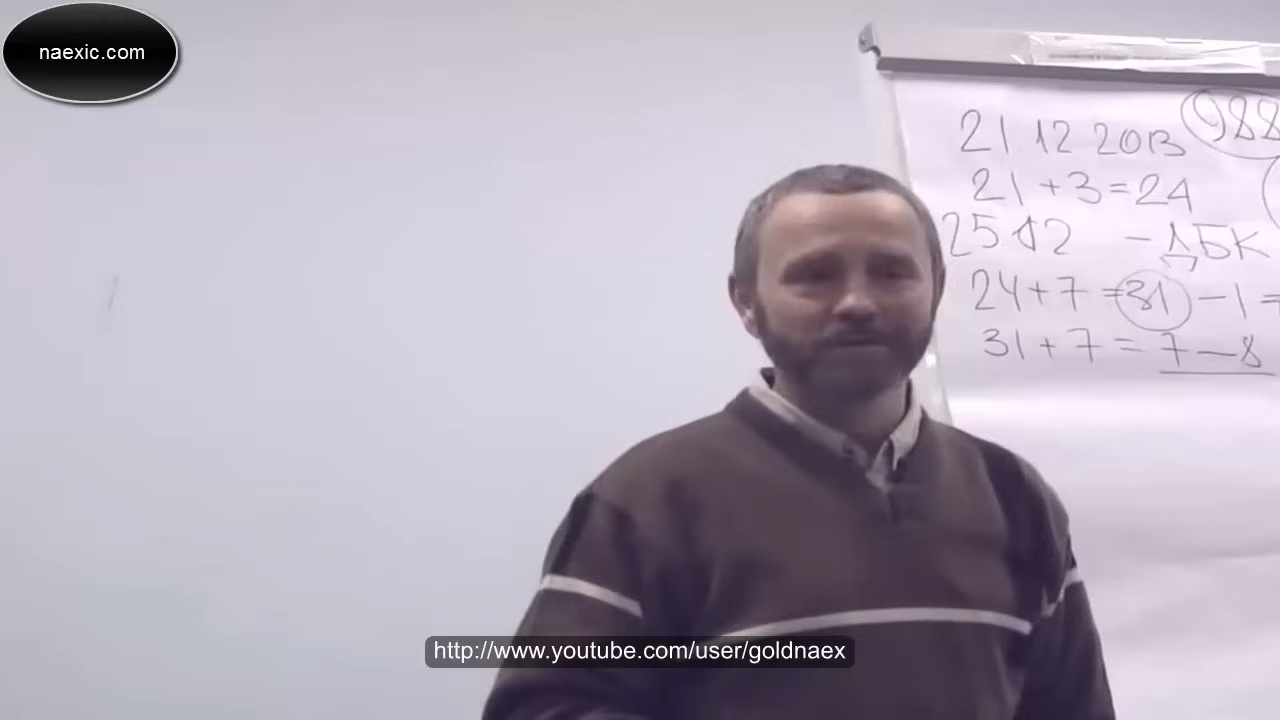 naexic.com
21 12 2013
988
21 + 3 = 24
25 12 - ДБК
24 + 7 = 31 - 1 =
31 + 7 = 7 - 8
http://www.youtube.com/user/goldnaex